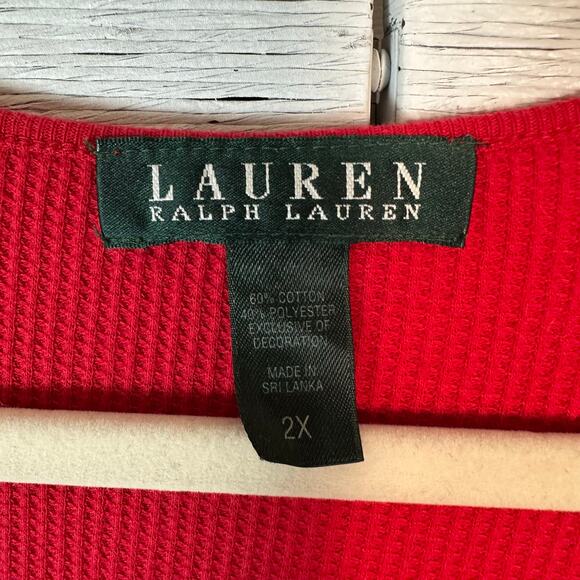 LAUREN
RALPH LAUREN
60% COTTON
40% POLYESTER
EXCLUSIVE OF
DECORATION
MADE IN
SRI LANKA
2X